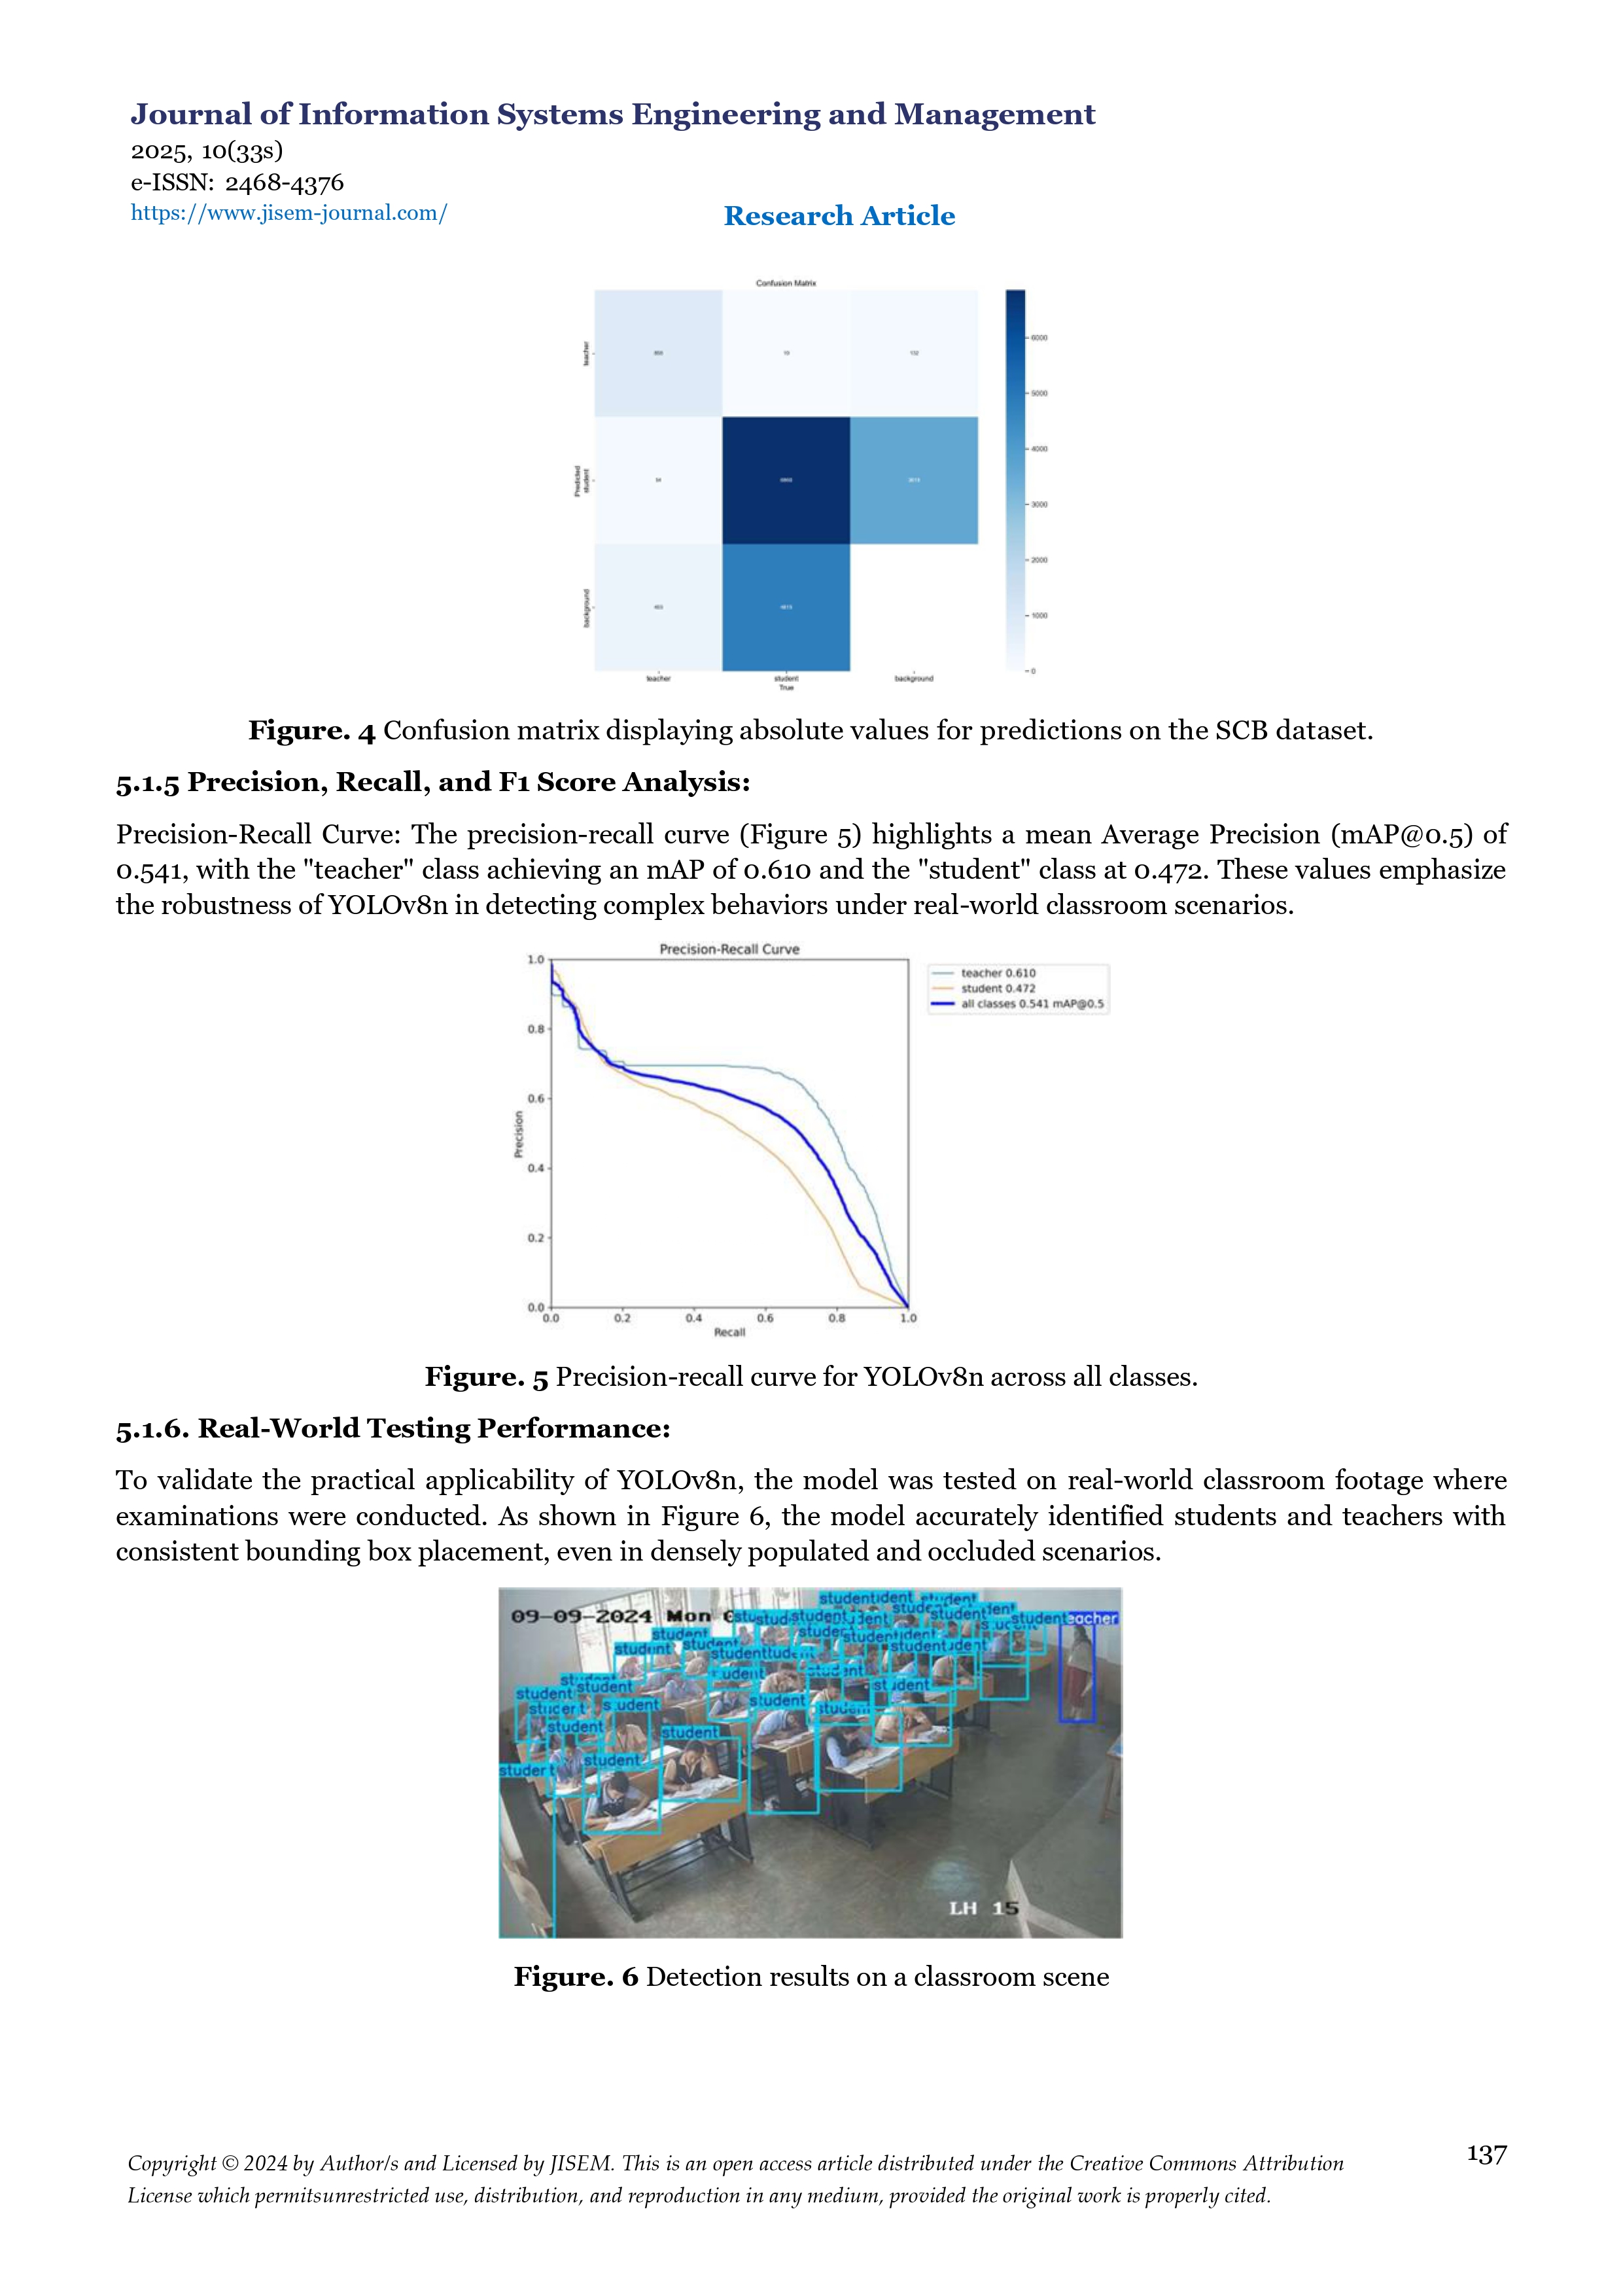 Journal of Information Systems Engineering and Management
2025, 10(33s)
e-ISSN: 2468-4376
https://www.jisem-journal.com/
Research Article
Confusion Matrix
teacher
Predicted
student
background
teacher
student
background
True
6000
5000
4000
3000
2000
1000
0
Figure. 4 Confusion matrix displaying absolute values for predictions on the SCB dataset.
5.1.5 Precision, Recall, and F1 Score Analysis:
Precision-Recall Curve: The precision-recall curve (Figure 5) highlights a mean Average Precision (mAP@0.5) of
0.541, with the "teacher" class achieving an mAP of 0.610 and the "student" class at 0.472. These values emphasize
the robustness of YOLOv8n in detecting complex behaviors under real-world classroom scenarios.
Precision-Recall Curve
1.0
0.8
0.6
0.4
0.2
0.0
Precision
0.0 0.2 0.4 0.6 0.8 1.0
Recall
teacher 0.610
student 0.472
all classes 0.541 mAP@0.5
Figure. 5 Precision-recall curve for YOLOv8n across all classes.
5.1.6. Real-World Testing Performance:
To validate the practical applicability of YOLOv8n, the model was tested on real-world classroom footage where
examinations were conducted. As shown in Figure 6, the model accurately identified students and teachers with
consistent bounding box placement, even in densely populated and occluded scenarios.
09-09-2024 Mon
student
student
student
student
student
student
student
student
student
student
student
student
LH 15
Figure. 6 Detection results on a classroom scene
Copyright © 2024 by Author/s and Licensed by JISEM. This is an open access article distributed under the Creative Commons Attribution
License which permitsunrestricted use, distribution, and reproduction in any medium, provided the original work is properly cited.
137